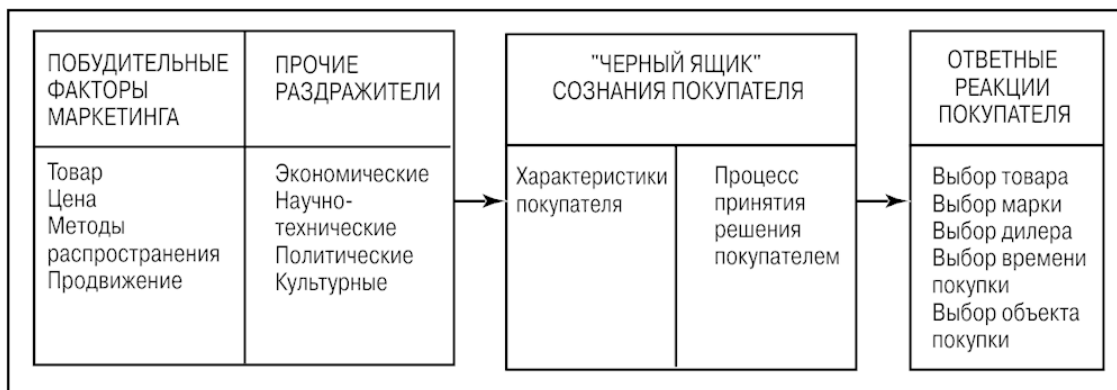 ПОБУДИТЕЛЬНЫЕ
ФАКТОРЫ
МАРКЕТИНГА
Товар
Цена
Методы
распространения
Продвижение
ПРОЧИЕ
РАЗДРАЖИТЕЛИ
Экономические
Научно-
технические
Политические
Культурные
"ЧЕРНЫЙ ЯЩИК"
СОЗНАНИЯ ПОКУПАТЕЛЯ
Характеристики
покупателя
Процесс
принятия
решения
покупателем
ОТВЕТНЫЕ
РЕАКЦИИ
ПОКУПАТЕЛЯ
Выбор товара
Выбор марки
Выбор дилера
Выбор времени
покупки
Выбор объекта
покупки